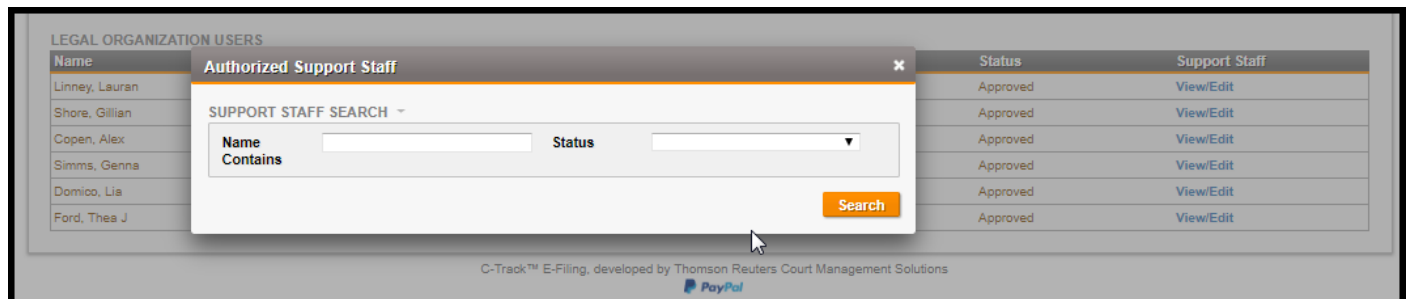 LEGAL ORGANIZATION USERS
Name Status Support Staff
Authorized Support Staff ×
Linney, Lauran Approved View/Edit
SUPPORT STAFF SEARCH
Shore, Gillian Approved View/Edit
Copen, Alex Approved View/Edit
Name Contains Status
Simms, Genna Approved View/Edit
Domico, Lia Approved View/Edit
Search
Ford, Thea J Approved View/Edit
C-Track™ E-Filing, developed by Thomson Reuters Court Management Solutions
PayPal